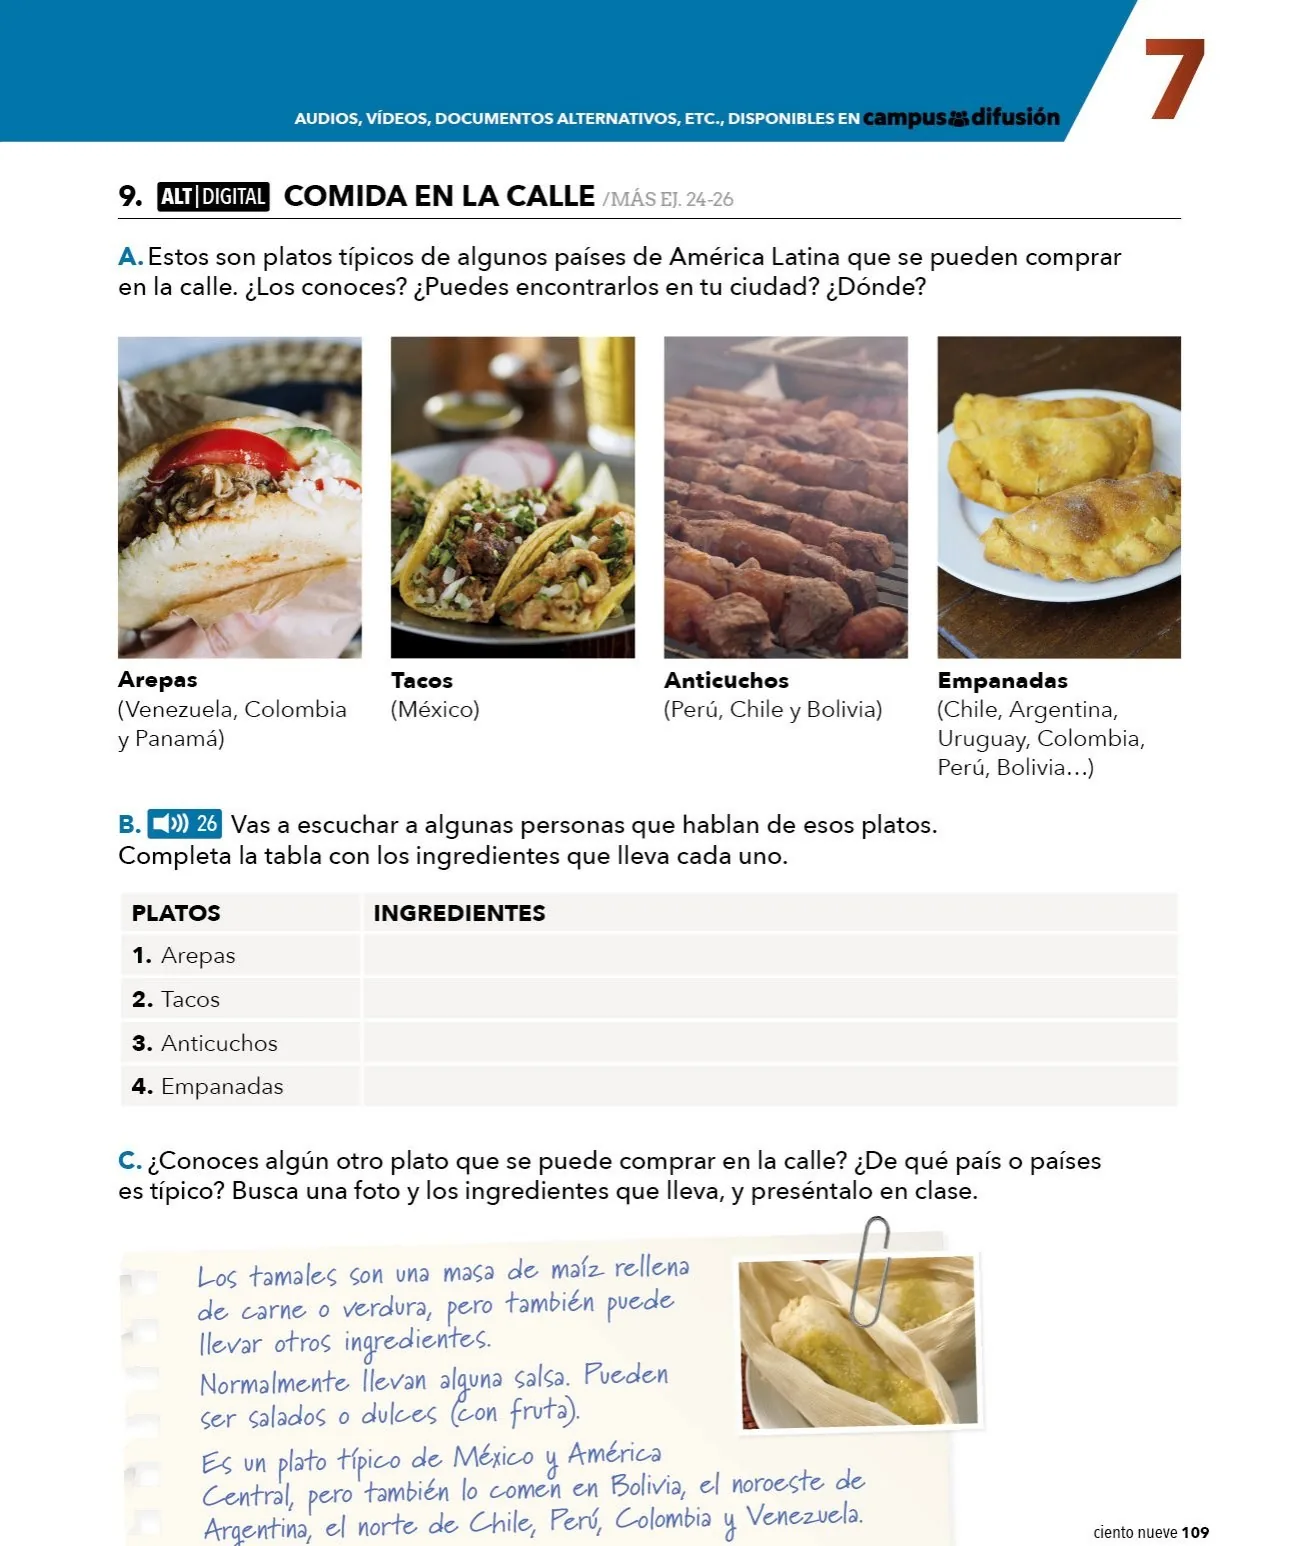 7
AUDIOS, VÍDEOS, DOCUMENTOS ALTERNATIVOS, ETC., DISPONIBLES EN campus difusión
9. ALT|DIGITAL COMIDA EN LA CALLE /MÁS EJ. 24-26
A. Estos son platos típicos de algunos países de América Latina que se pueden comprar
en la calle. ¿Los conoces? ¿Puedes encontrarlos en tu ciudad? ¿Dónde?
Arepas
(Venezuela, Colombia
y Panamá)
Tacos
(México)
Anticuchos
(Perú, Chile y Bolivia)
Empanadas
(Chile, Argentina,
Uruguay, Colombia,
Perú, Bolivia…)
B. 26 Vas a escuchar a algunas personas que hablan de esos platos.
Completa la tabla con los ingredientes que lleva cada uno.
PLATOS INGREDIENTES
1. Arepas
2. Tacos
3. Anticuchos
4. Empanadas
C. ¿Conoces algún otro plato que se puede comprar en la calle? ¿De qué país o países
es típico? Busca una foto y los ingredientes que lleva, y preséntalo en clase.
Los tamales son una masa de maíz rellena
de carne o verdura, pero también puede
llevar otros ingredientes.
Normalmente llevan alguna salsa. Pueden
ser salados o dulces (con fruta).
Es un plato típico de México y América
Central, pero también lo comen en Bolivia, el noroeste de
Argentina, el norte de Chile, Perú, Colombia y Venezuela.
ciento nueve 109